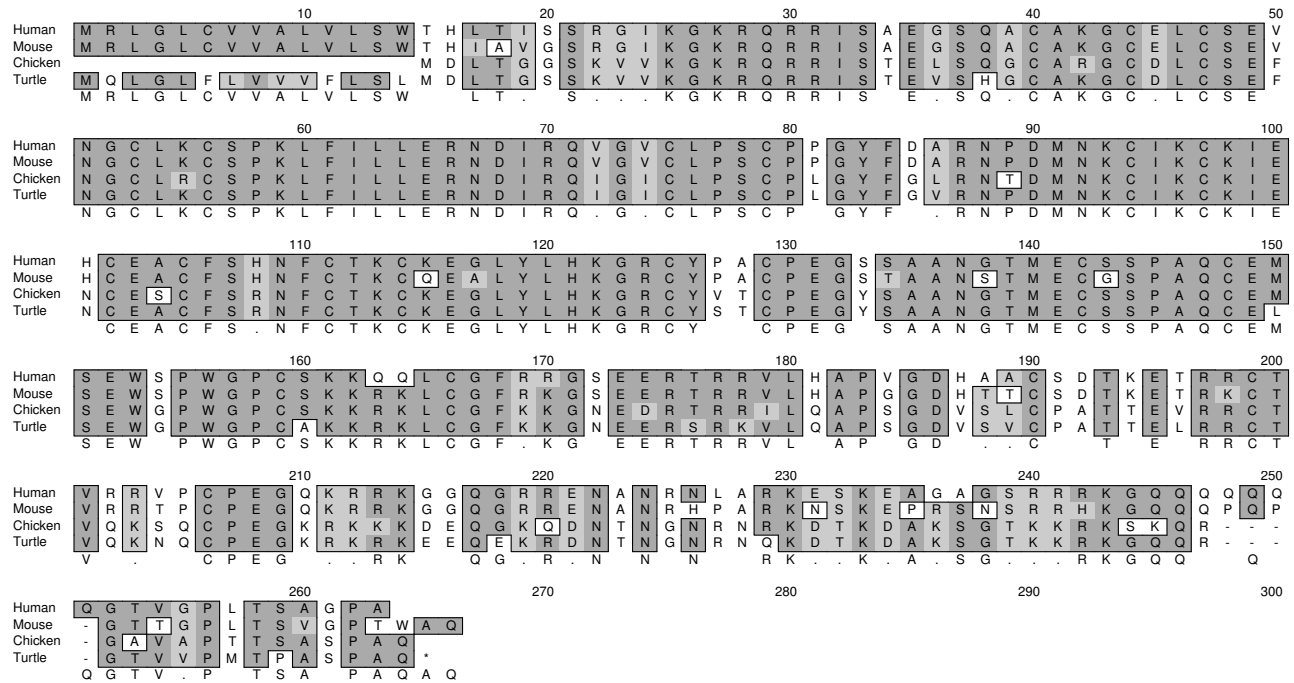 10 20 30 40 50
Human M R L G L C V V A L V L S W T H L T I S S R G I K G K R Q R R I S A E G S Q A C A K G C E L C S E V
Mouse M R L G L C V V A L V L S W T H I A V G S R G I K G K R Q R R I S A E G S Q A C A K G C E L C S E V
Chicken M D L T G G S K V V K G K R Q R R I S T E L S Q G C A R G C D L C S E F
Turtle M Q L G L F L V V V F L S L M D L T G S S K V V K G K R Q R R I S T E V S H G C A K G C D L C S E F
M R L G L C V V A L V L S W L T . S . . . K G K R Q R R I S E . S Q . C A K G C . L C S E
60 70 80 90 100
Human N G C L K C S P K L F I L L E R N D I R Q V G V C L P S C P P G Y F D A R N P D M N K C I K C K I E
Mouse N G C L K C S P K L F I L L E R N D I R Q V G V C L P S C P P G Y F D A R N P D M N K C I K C K I E
Chicken N G C L R C S P K L F I L L E R N D I R Q I G I C L P S C P L G Y F G L R N T D M N K C I K C K I E
Turtle N G C L K C S P K L F I L L E R N D I R Q I G I C L P S C P L G Y F G V R N P D M N K C I K C K I E
N G C L K C S P K L F I L L E R N D I R Q . G . C L P S C P G Y F . R N P D M N K C I K C K I E
110 120 130 140 150
Human H C E A C F S H N F C T K C K E G L Y L H K G R C Y P A C P E G S S A A N G T M E C S S P A Q C E M
Mouse H C E A C F S H N F C T K C Q E A L Y L H K G R C Y P A C P E G S T A A N S T M E C G S P A Q C E M
Chicken N C E S C F S R N F C T K C K E G L Y L H K G R C Y V T C P E G Y S A A N G T M E C S S P A Q C E M
Turtle N C E A C F S R N F C T K C K E G L Y L H K G R C Y S T C P E G Y S A A N G T M E C S S P A Q C E L
C E A C F S . N F C T K C K E G L Y L H K G R C Y C P E G S A A N G T M E C S S P A Q C E M
160 170 180 190 200
Human S E W S P W G P C S K K Q Q L C G F R R G S E E R T R R V L H A P V G D H A A C S D T K E T R R C T
Mouse S E W S P W G P C S K K R K L C G F R K G S E E R T R R V L H A P G G D H T T C S D T K E T R K C T
Chicken S E W G P W G P C S K K R K L C G F K K G N E D R T R R I L Q A P S G D V S L C P A T T E V R R C T
Turtle S E W G P W G P C A K K R K L C G F K K G N E E R S R K V L Q A P S G D V S V C P A T T E L R R C T
S E W P W G P C S K K R K L C G F . K G E E R T R R V L A P G D . . C T E R R C T
210 220 230 240 250
Human V R R V P C P E G Q K R R K G G Q G R R E N A N R N L A R K E S K E A G A G S R R R K G Q Q Q Q Q
Mouse V R R T P C P E G Q K R R K G G Q G R R E N A N R H P A R K N S K E P R S N S R R H K G Q Q Q P Q P
Chicken V Q K S Q C P E G K R K K K D E Q G K Q D N T N G N R N R K D T K D A K S G T K K R K S K Q R - - -
Turtle V Q K N Q C P E G K R K R K E E Q E K R D N T N G N R N Q K D T K D A K S G T K K R K G Q Q R - - -
V . C P E G . . R K Q G . R . N N N R K . . K . A . S G . . . R K G Q Q Q
260 270 280 290 300
Human Q G T V G P L T S A G P A
Mouse - G T T G P L T S V G P T W A Q
Chicken - G A V A P T T S A S P A Q
Turtle - G T V V P M T P A S P A Q *
Q G T V . P T S A P A Q A Q